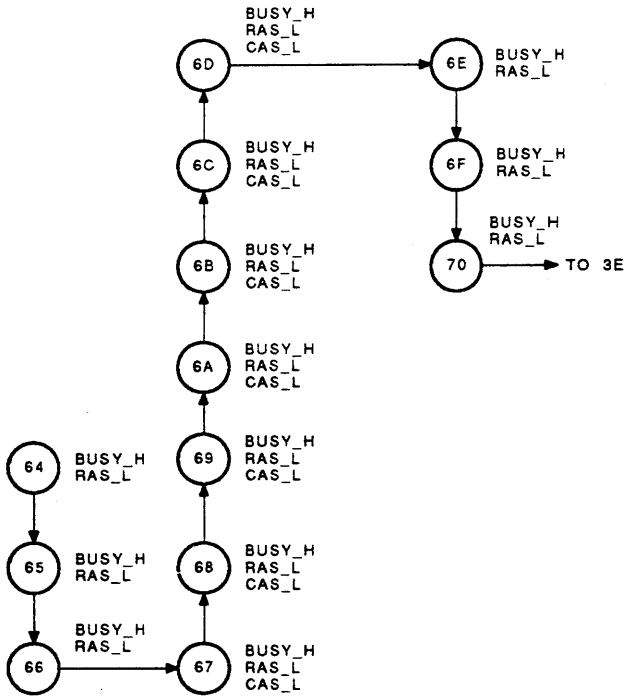 BUSY_H
RAS_L
CAS_L
6D
6E
BUSY_H
RAS_L
6C
BUSY_H
RAS_L
CAS_L
6F
BUSY_H
RAS_L
6B
BUSY_H
RAS_L
CAS_L
BUSY_H
RAS_L
70
TO 3E
6A
BUSY_H
RAS_L
CAS_L
64
BUSY_H
RAS_L
69
BUSY_H
RAS_L
CAS_L
65
BUSY_H
RAS_L
68
BUSY_H
RAS_L
CAS_L
66
BUSY_H
RAS_L
67
BUSY_H
RAS_L
CAS_L